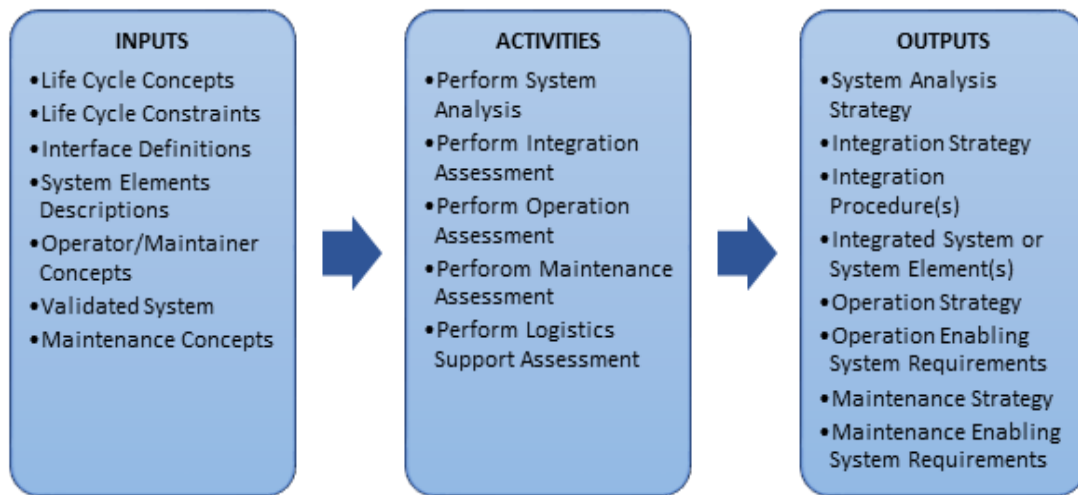 INPUTS
•Life Cycle Concepts
•Life Cycle Constraints
•Interface Definitions
•System Elements
Descriptions
•Operator/Maintainer
Concepts
•Validated System
•Maintenance Concepts
ACTIVITIES
•Perform System
Analysis
•Perform Integration
Assessment
•Perform Operation
Assessment
•Perforom Maintenance
Assessment
•Perform Logistics
Support Assessment
OUTPUTS
•System Analysis
Strategy
•Integration Strategy
•Integration
Procedure(s)
•Integrated System or
System Element(s)
•Operation Strategy
•Operation Enabling
System Requirements
•Maintenance Strategy
•Maintenance Enabling
System Requirements